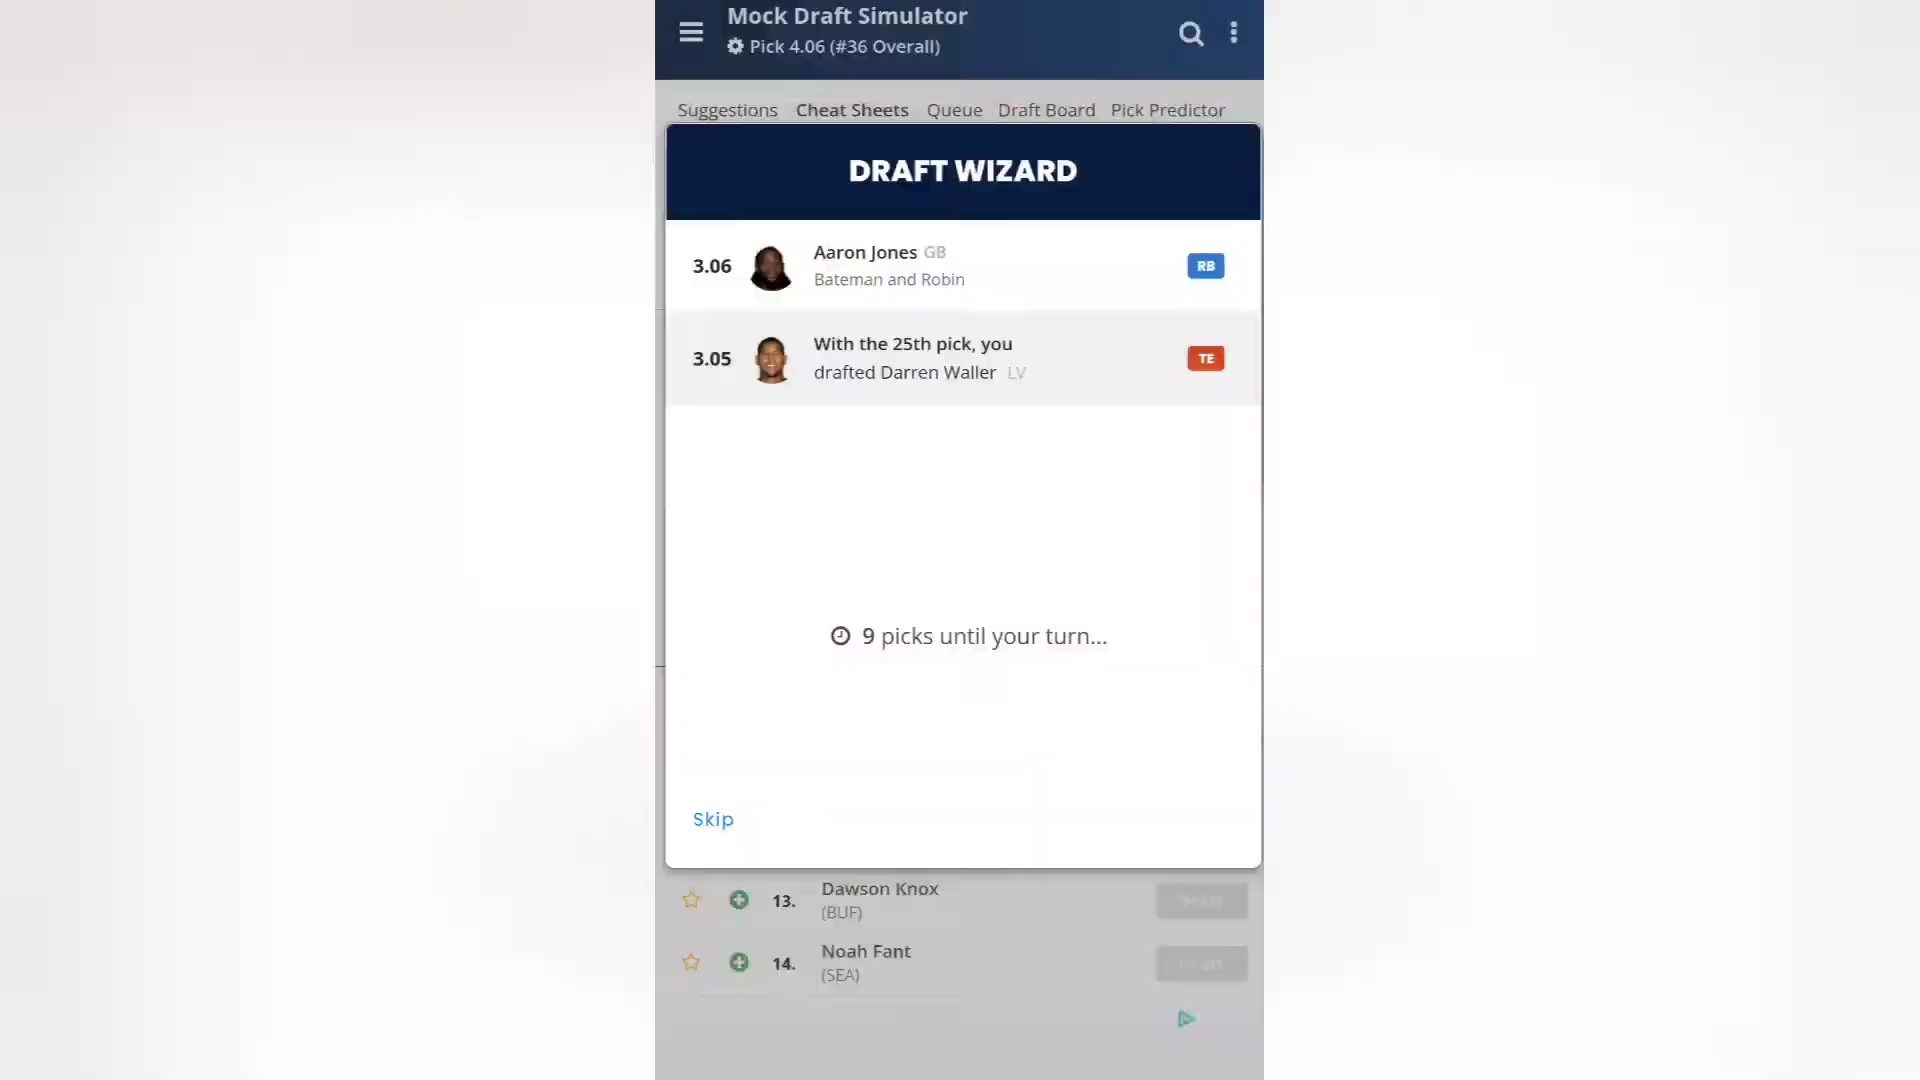 Mock Draft Simulator
Pick 4.06 (#36 Overall)
Suggestions Cheat Sheets Queue Draft Board Pick Predictor
DRAFT WIZARD
3.06 Aaron Jones GB RB
Bateman and Robin
3.05 With the 25th pick, you TE
drafted Darren Waller LV
9 picks until your turn...
Skip
13. Dawson Knox
(BUF)
14. Noah Fant
(SEA)